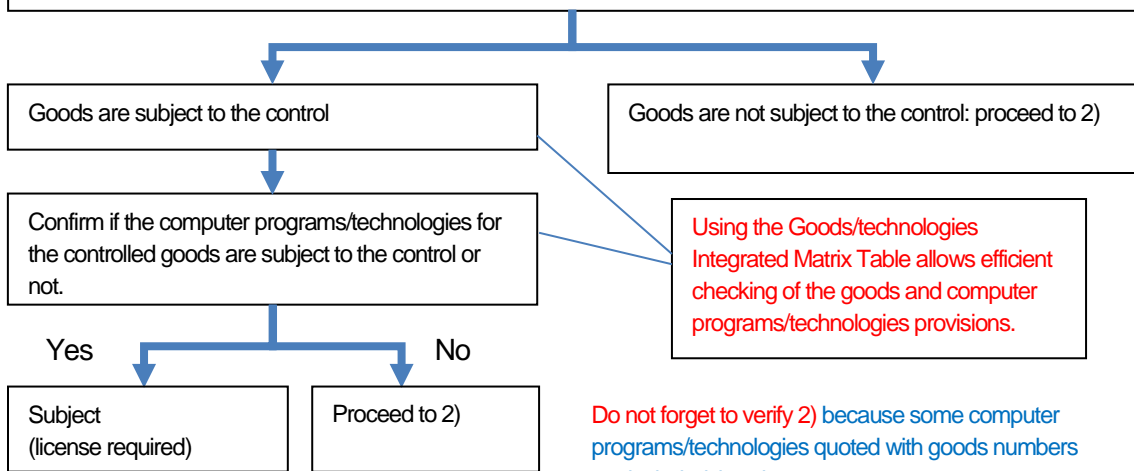 Goods are subject to the control
Goods are not subject to the control: proceed to 2)
Confirm if the computer programs/technologies for
the controlled goods are subject to the control or
not.
Using the Goods/technologies
Integrated Matrix Table allows efficient
checking of the goods and computer
programs/technologies provisions.
Yes
No
Subject
(license required)
Proceed to 2)
Do not forget to verify 2) because some computer
programs/technologies quoted with goods numbers